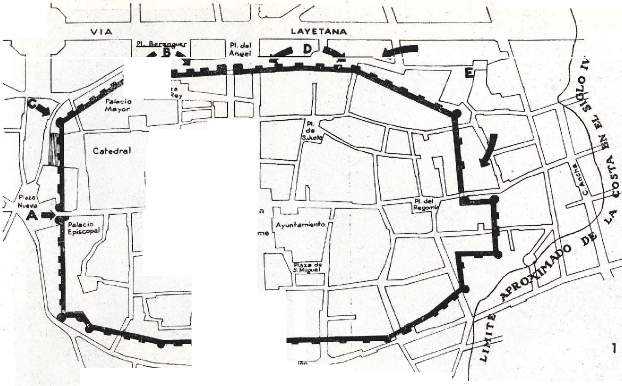 VIA LAYETANA
Pl. Berenguer
Pl. del
Angel
B
D
E
C
Palacio
Mayor
Rey
Pl.
de
S.Justo
Catedral
Plaza
Nueva
A
Palacio
Episcopal
Ayuntamiento
Pl. del
Regomir
Plaza de
S. Miguel
C. Ancha
LIMITE APROXIMADO DE LA COSTA EN EL SIGLO IV.
1